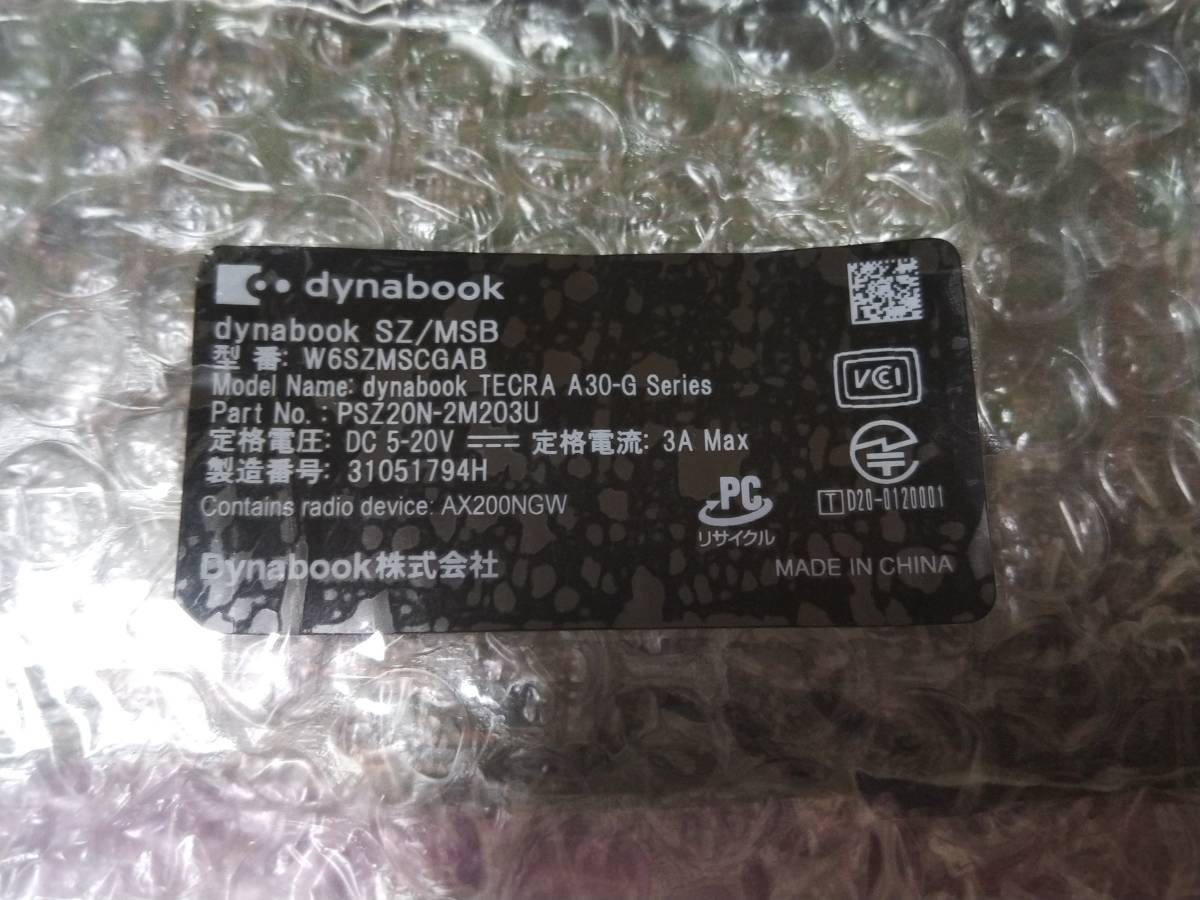 dynabook
dynabook SZ/MSB
型 番: W6SZMSCGAB
Model Name: dynabook TECRA A30-G Series
Part No. : PSZ20N-2M203U
定格電圧: DC 5-20V 定格電流: 3A Max
製造番号: 31051794H
Contains radio device: AX200NGW
Dynabook株式会社
VCCI
PC
リサイクル
T D20-0120001
MADE IN CHINA